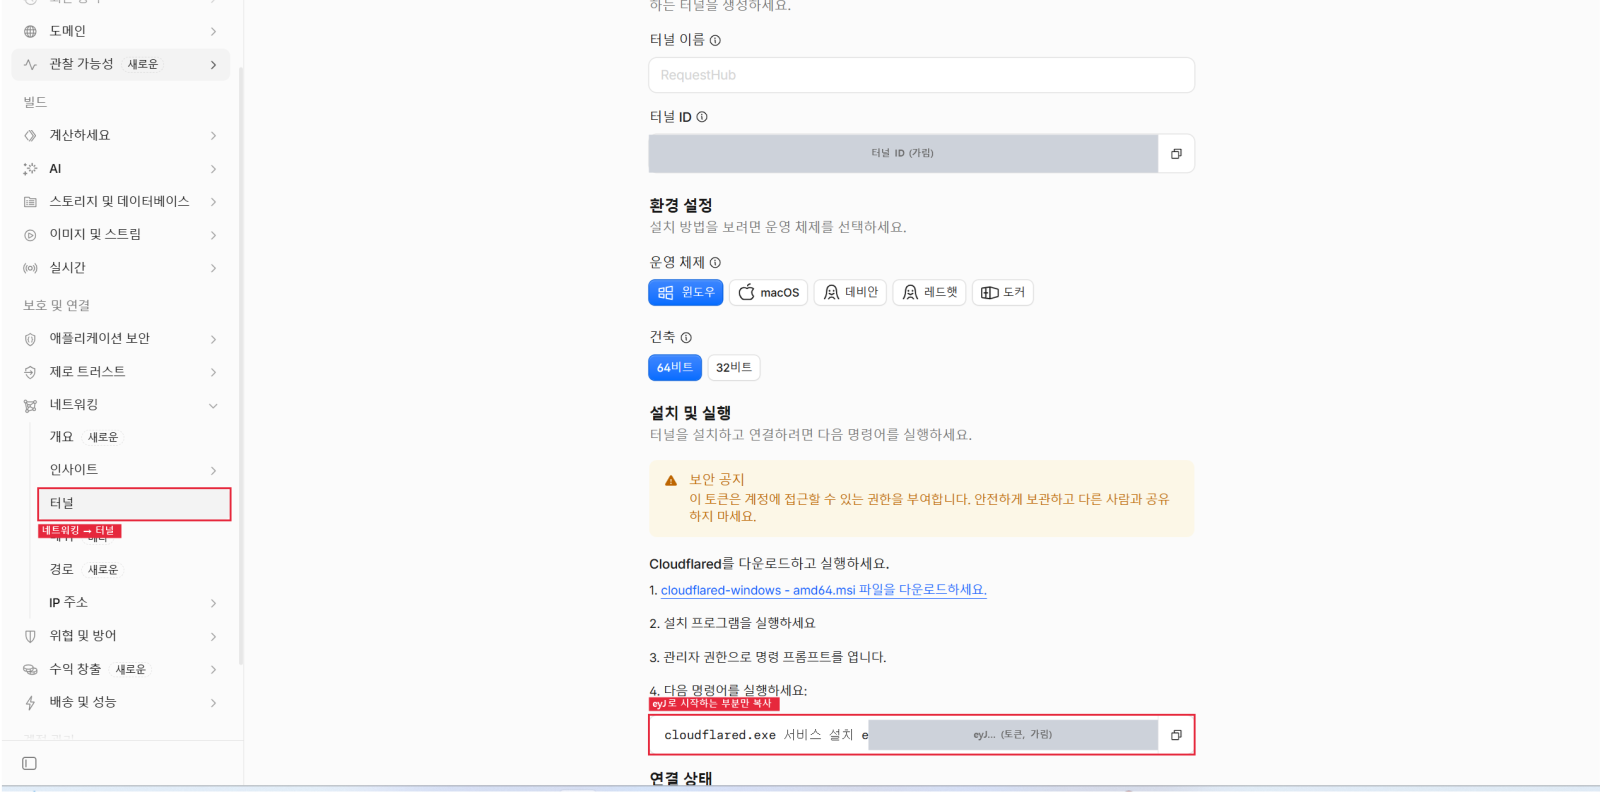 도메인
관찰 가능성 새로운
빌드
계산하세요
AI
스토리지 및 데이터베이스
이미지 및 스트림
실시간
보호 및 연결
애플리케이션 보안
제로 트러스트
네트워킹
개요 새로운
인사이트
터널
네트워킹 → 터널
경로 새로운
IP 주소
위협 및 방어
수익 창출 새로운
배송 및 성능
하는 터널을 생성하세요.
터널 이름
RequestHub
터널 ID
터널 ID (가림)
환경 설정
설치 방법을 보려면 운영 체제를 선택하세요.
운영 체제
윈도우 macOS 데비안 레드햇 도커
건축
64비트 32비트
설치 및 실행
터널을 설치하고 연결하려면 다음 명령어를 실행하세요.
보안 공지
이 토큰은 계정에 접근할 수 있는 권한을 부여합니다. 안전하게 보관하고 다른 사람과 공유
하지 마세요.
Cloudflared를 다운로드하고 실행하세요.
1. cloudflared-windows - amd64.msi 파일을 다운로드하세요.
2. 설치 프로그램을 실행하세요
3. 관리자 권한으로 명령 프롬프트를 엽니다.
4. 다음 명령어를 실행하세요:
eyJ로 시작하는 부분만 복사
cloudflared.exe 서비스 설치 e eyJ... (토큰, 가림)
연결 상태